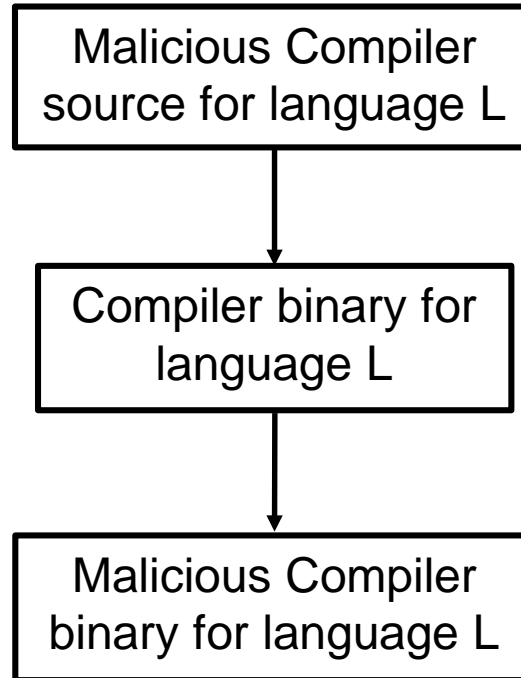 Malicious Compiler
source for language L
Compiler binary for
language L
Malicious Compiler
binary for language L